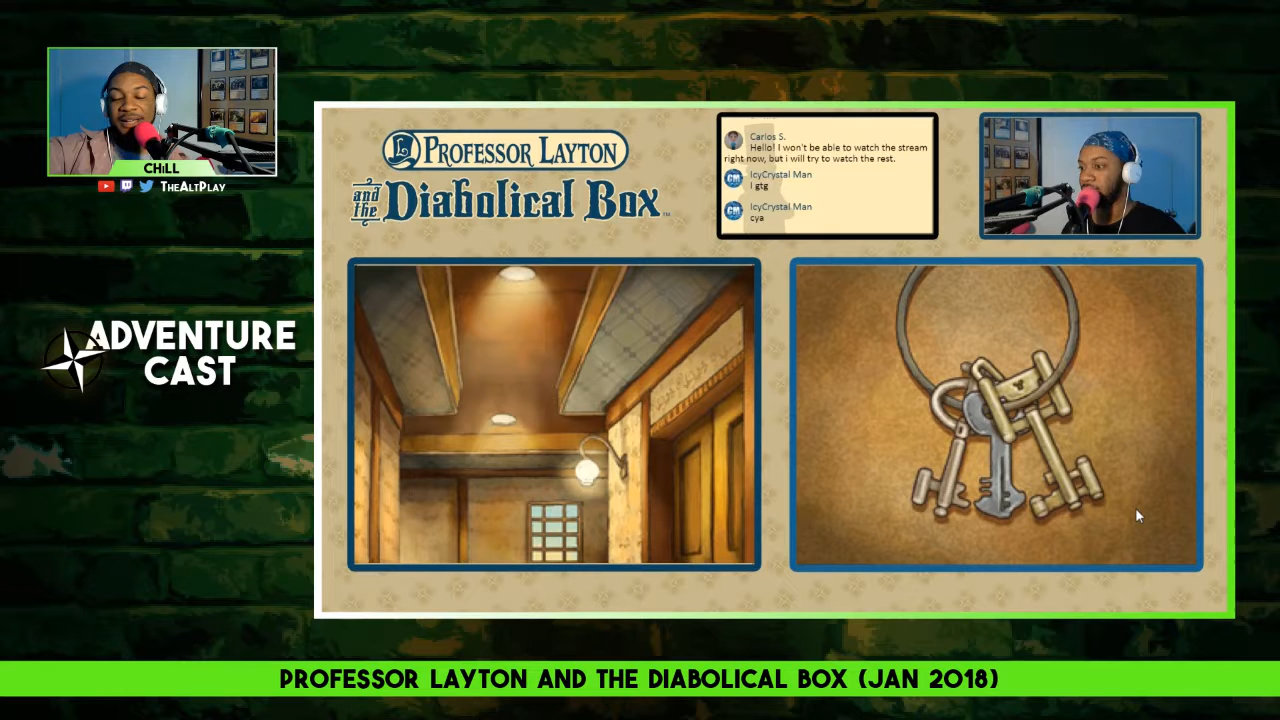 CHiLL
THEALTPLAY
ADVENTURE
CAST
PROFESSOR LAYTON
and the Diabolical Box™
Carlos S.
Hello! I won't be able to watch the stream
right now, but i will try to watch the rest.
IcyCrystal Man
I gtg
IcyCrystal Man
cya
PROFESSOR LAYTON AND THE DIABOLICAL BOX (JAN 2018)